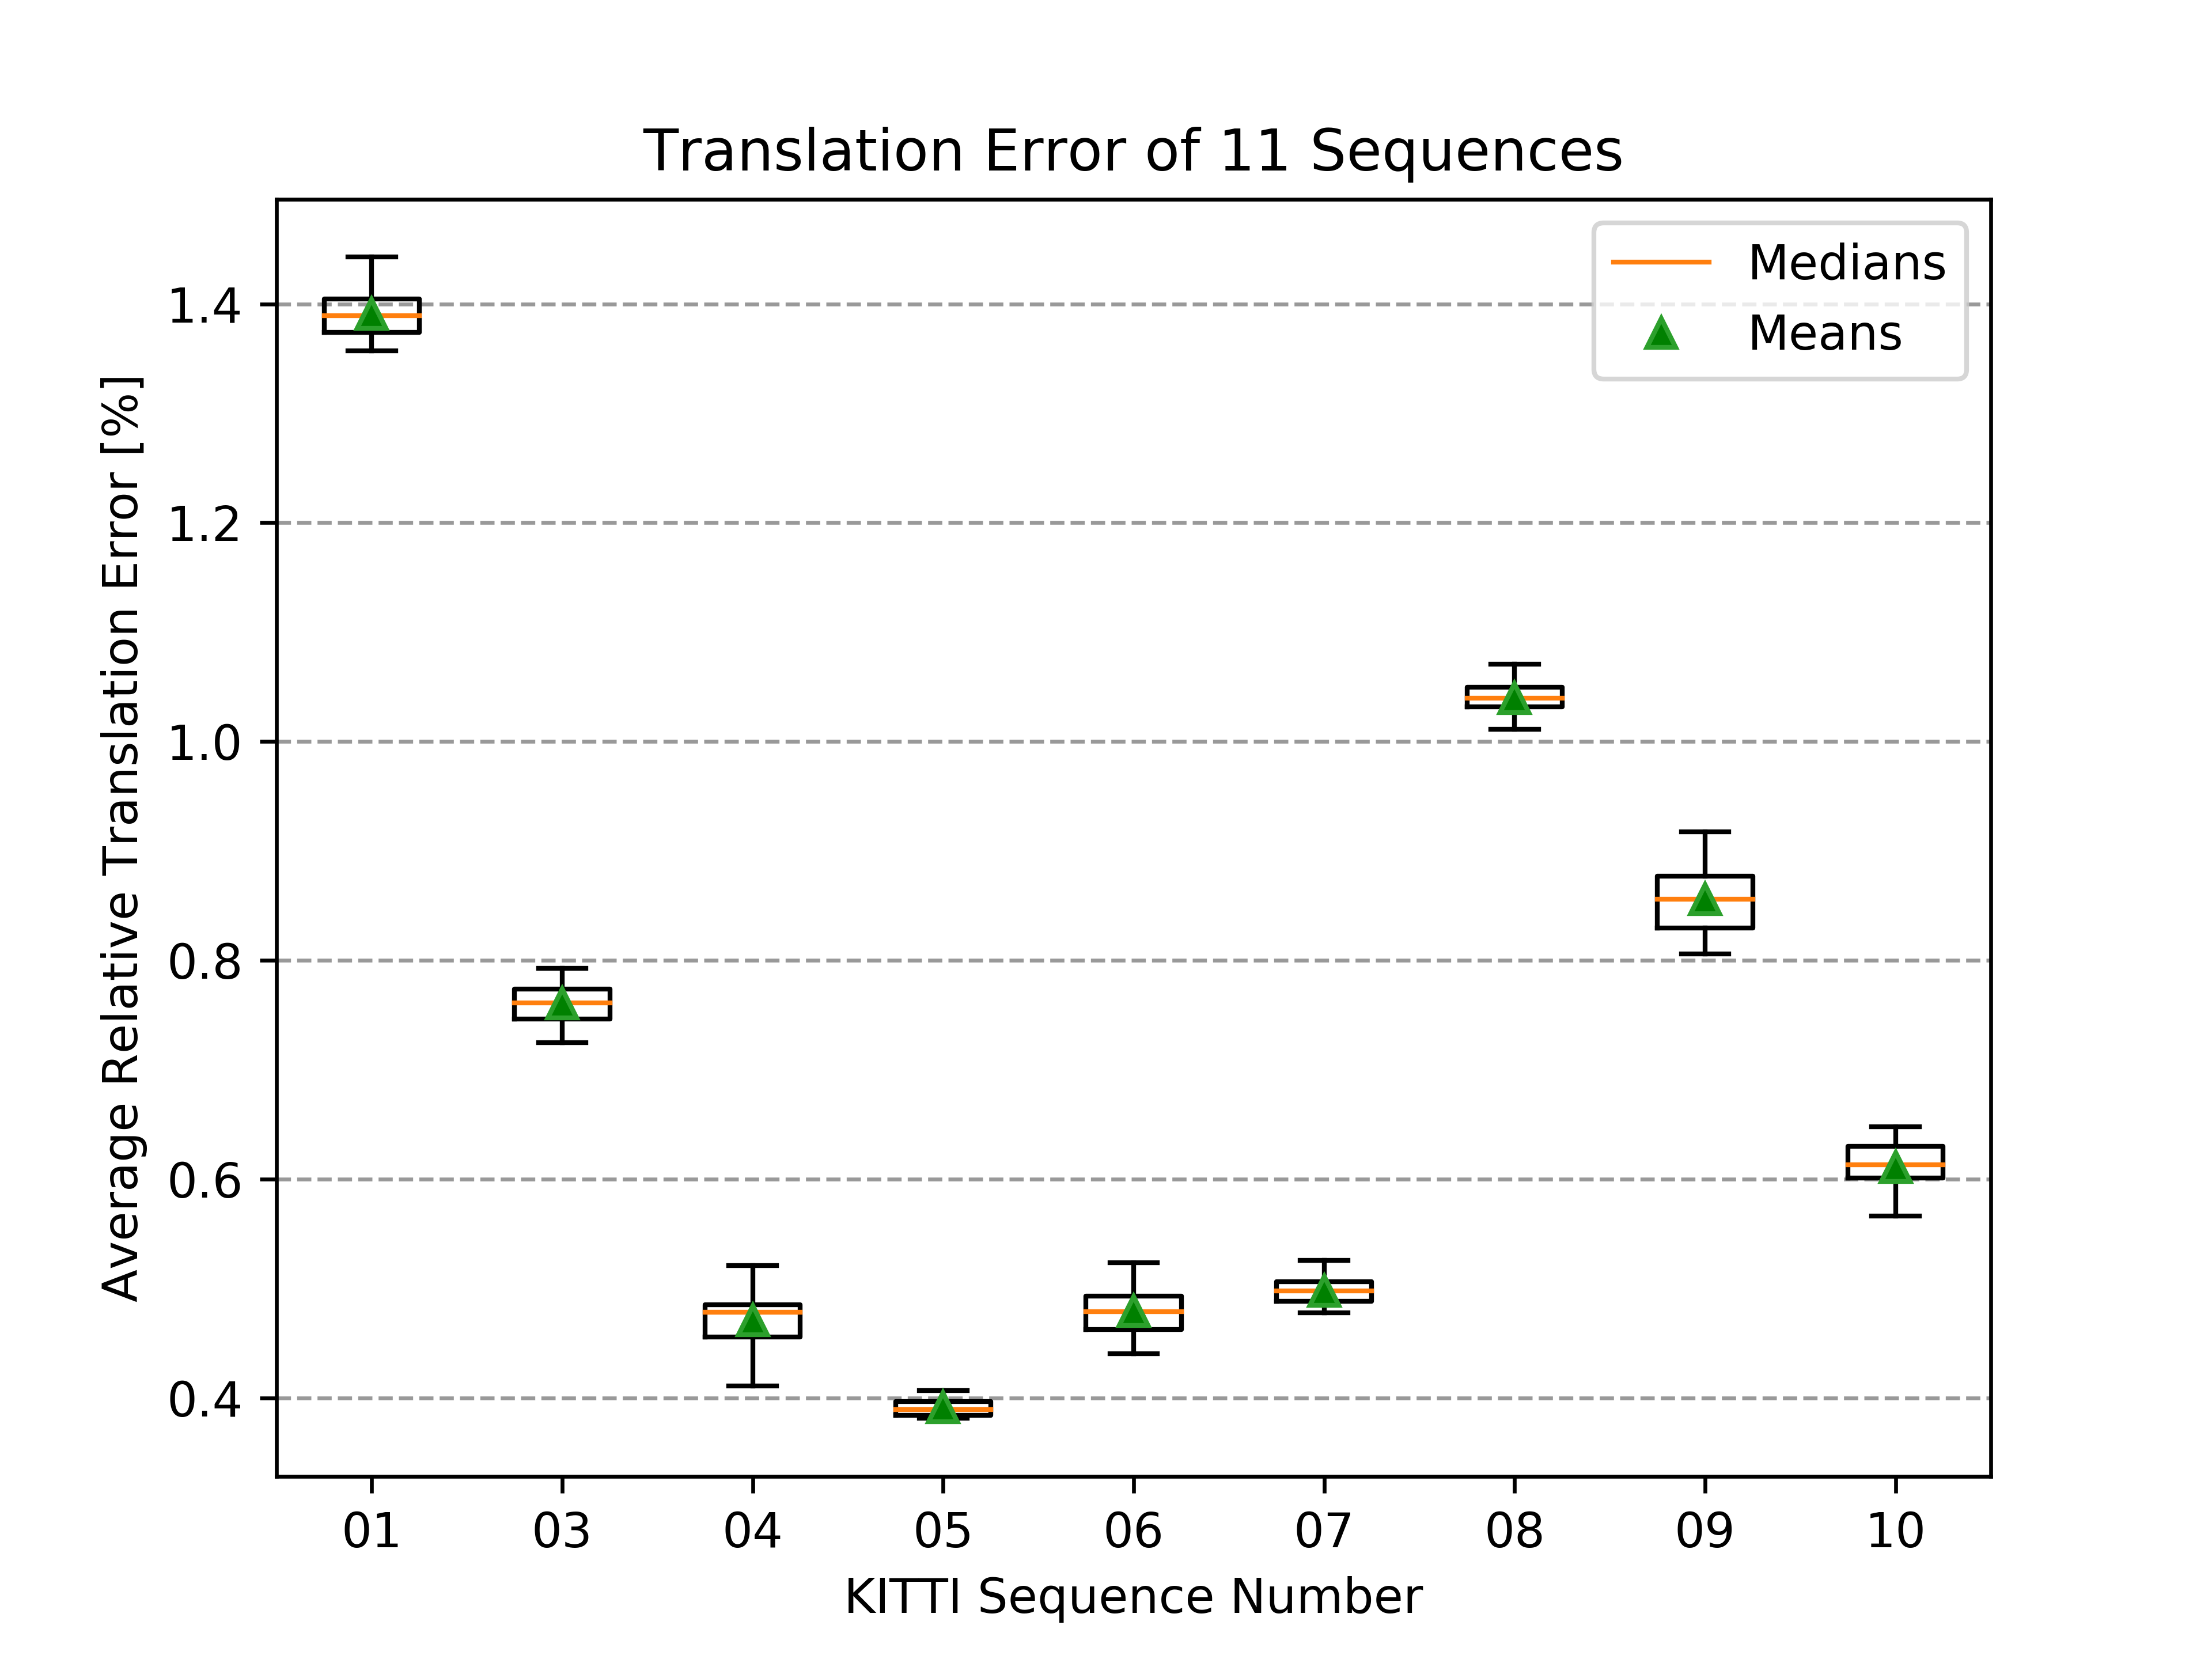 Translation Error of 11 Sequences
Medians
Means
Average Relative Translation Error [%]
1.4
1.2
1.0
0.8
0.6
0.4
01 03 04 05 06 07 08 09 10
KITTI Sequence Number